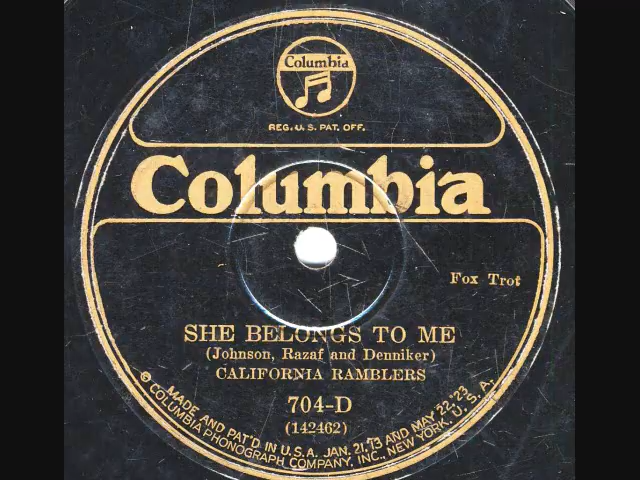 Columbia
REG. U. S. PAT. OFF.
Columbia
Fox Trot
SHE BELONGS TO ME
(Johnson, Razaf and Denniker)
CALIFORNIA RAMBLERS
704-D
(142462)
MADE AND PAT'D IN U.S.A. JAN. 21, '13 AND MAY 22, '23
© COLUMBIA PHONOGRAPH COMPANY, INC., NEW YORK, U. S. A.